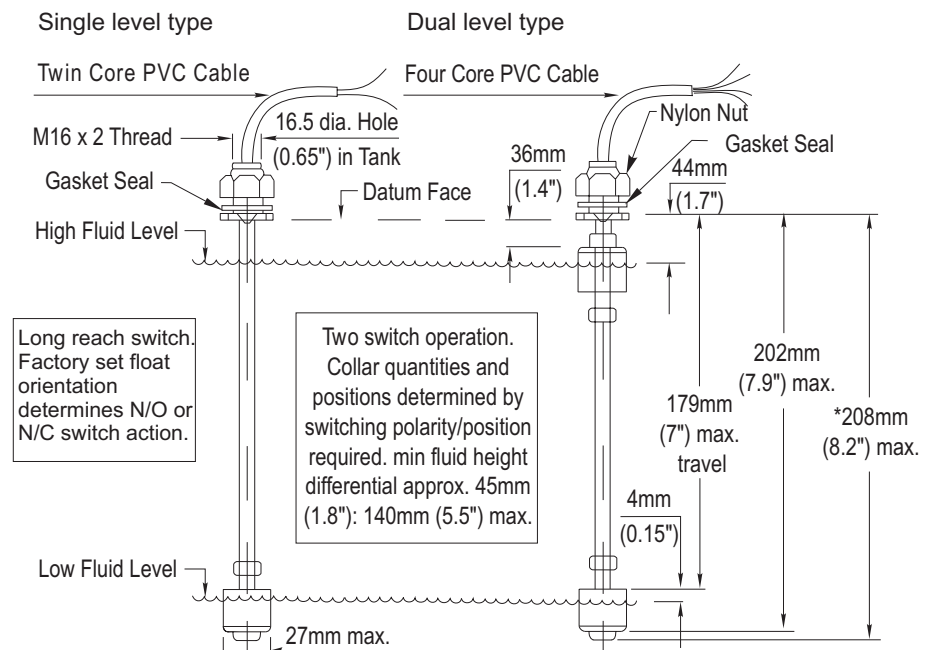 Single level type
Dual level type
Twin Core PVC Cable
Four Core PVC Cable
M16 x 2 Thread
16.5 dia. Hole
(0.65") in Tank
Nylon Nut
Gasket Seal
36mm
(1.4")
44mm
(1.7")
Gasket Seal
Datum Face
High Fluid Level
Long reach switch.
Factory set float
orientation
determines N/O or
N/C switch action.
Two switch operation.
Collar quantities and
positions determined by
switching polarity/position
required. min fluid height
differential approx. 45mm
(1.8"): 140mm (5.5") max.
179mm
(7") max.
travel
202mm
(7.9") max.
*208mm
(8.2") max.
4mm
(0.15")
Low Fluid Level
27mm max.